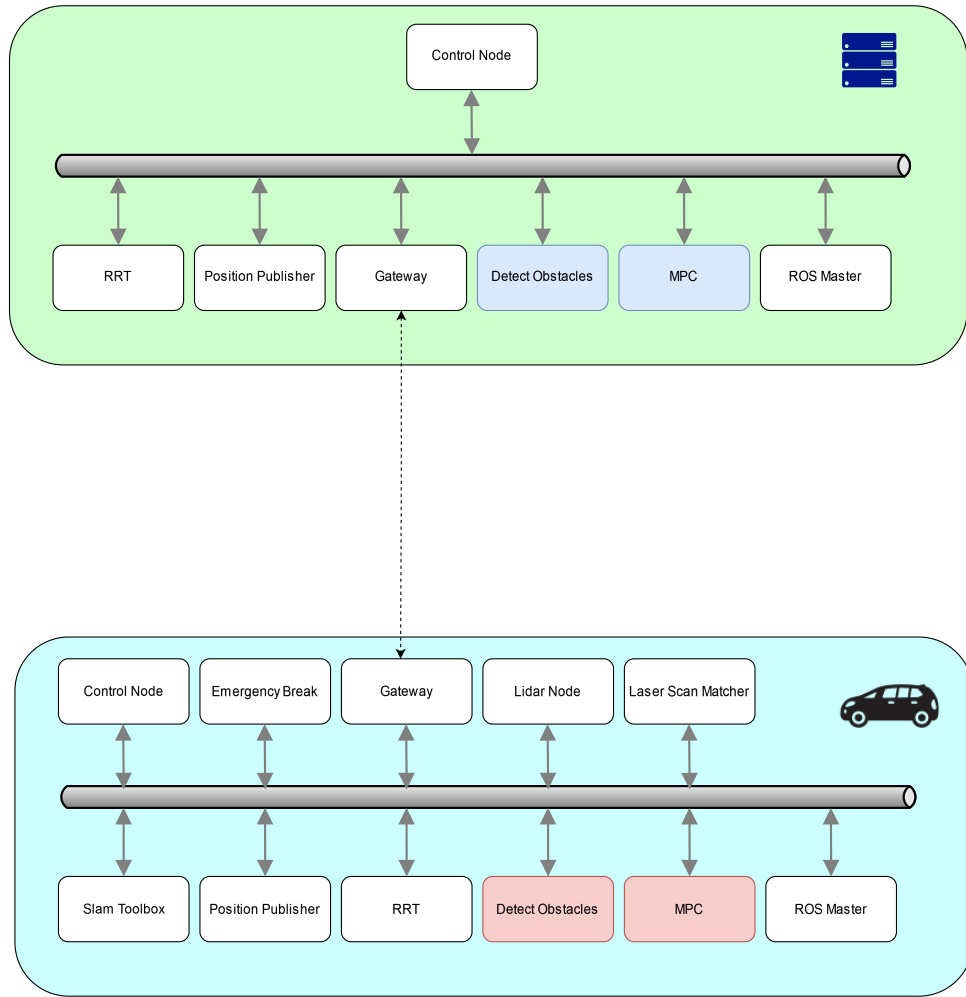 Control Node
RRT
Position Publisher
Gateway
Detect Obstacles
MPC
ROS Master
Control Node
Emergency Break
Gateway
Lidar Node
Laser Scan Matcher
Slam Toolbox
Position Publisher
RRT
Detect Obstacles
MPC
ROS Master